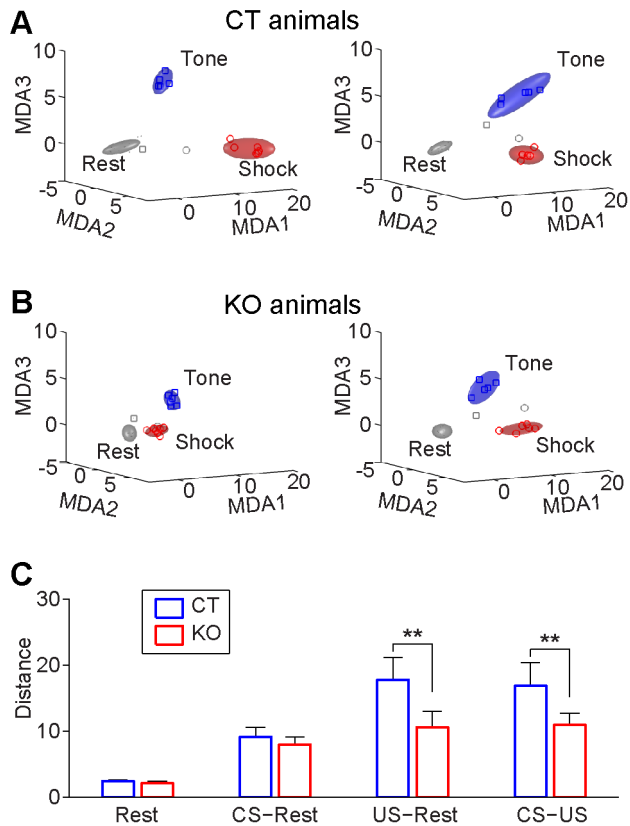 A CT animals
10 10
Tone Tone
MDA3 5 MDA3 5
0 0
Rest Shock Rest Shock
-5 -5
0 5 0 10 20 0 5 0 10 20
MDA2 MDA1 MDA2 MDA1
B KO animals
10 10
Tone Tone
MDA3 5 MDA3 5
0 0
Rest Shock Rest Shock
-5 -5
0 5 0 10 20 0 5 0 10 20
MDA2 MDA1 MDA2 MDA1
C
30
CT
KO
** **
20
Distance
10
0
Rest CS-Rest US-Rest CS-US